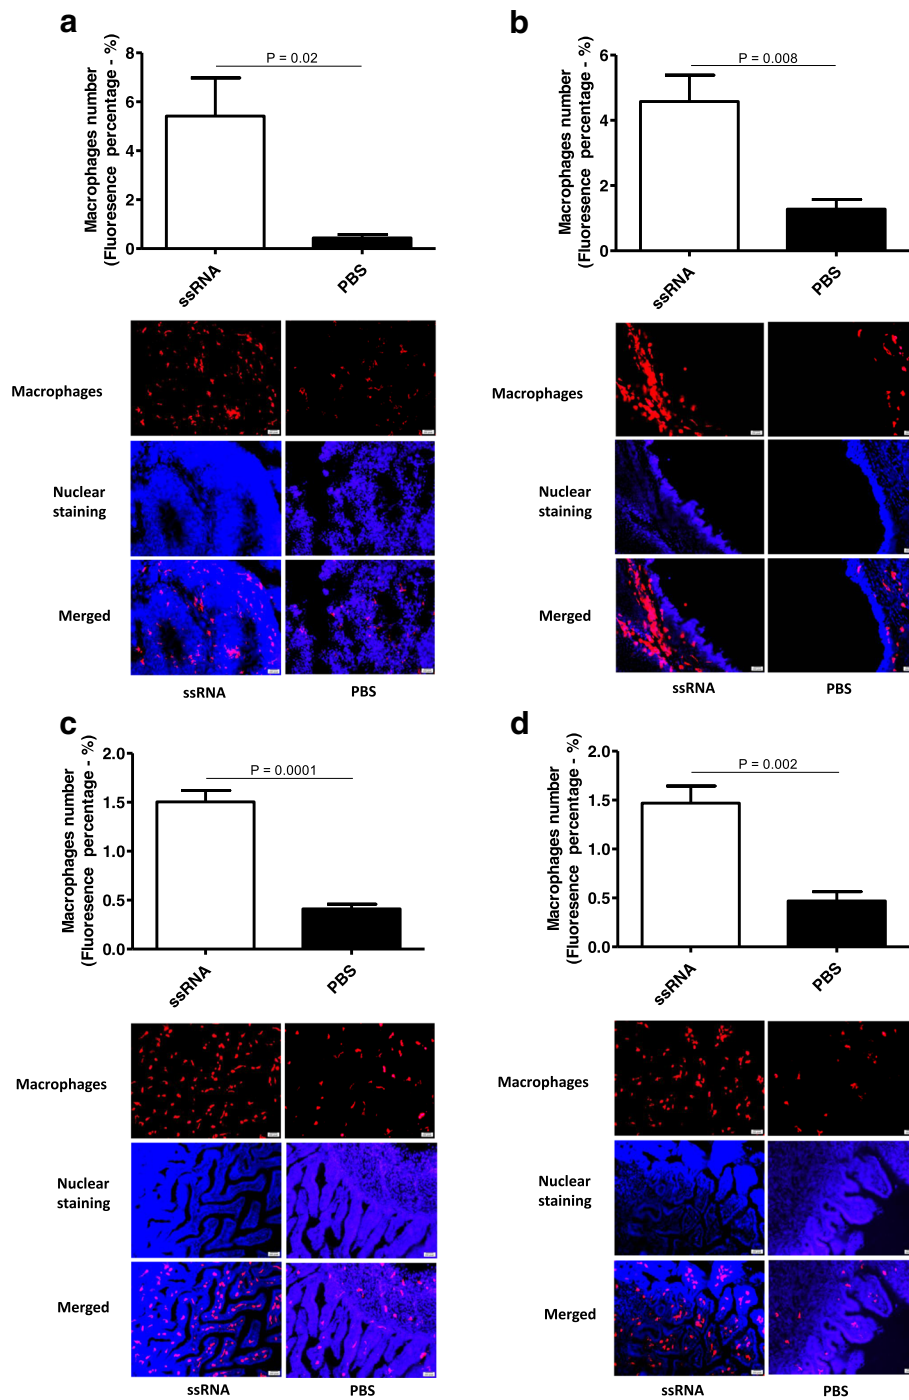 a
Macrophages number
(Fluoresence percentage - %)
8
6
4
2
0
P = 0.02
ssRNA
PBS
Macrophages
Nuclear
staining
Merged
ssRNA
PBS
b
Macrophages number
(Fluoresence percentage - %)
6
4
2
0
P = 0.008
ssRNA
PBS
Macrophages
Nuclear
staining
Merged
ssRNA
PBS
c
Macrophages number
(Fluoresence percentage - %)
2.0
1.5
1.0
0.5
0.0
P = 0.0001
ssRNA
PBS
Macrophages
Nuclear
staining
Merged
ssRNA
PBS
d
Macrophages number
(Fluoresence percentage - %)
2.0
1.5
1.0
0.5
0.0
P = 0.002
ssRNA
PBS
Macrophages
Nuclear
staining
Merged
ssRNA
PBS